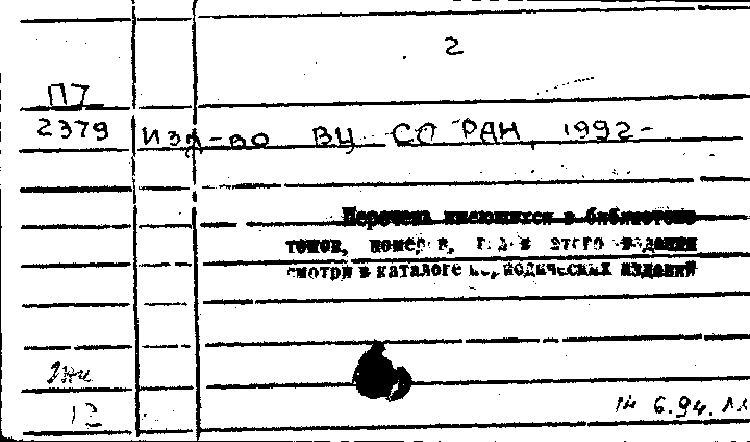 2
П7
2379 Изд-во ВЦ СО РАН, 1992-
Перечень имеющихся в библиотеке
томов, номеров, годов этого издания
смотри в каталоге периодических изданий
12
6.94.